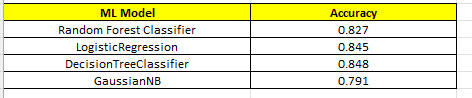 ML Model Accuracy
Random Forest Classifier 0.827
LogisticRegression 0.845
DecisionTreeClassifier 0.848
GaussianNB 0.791